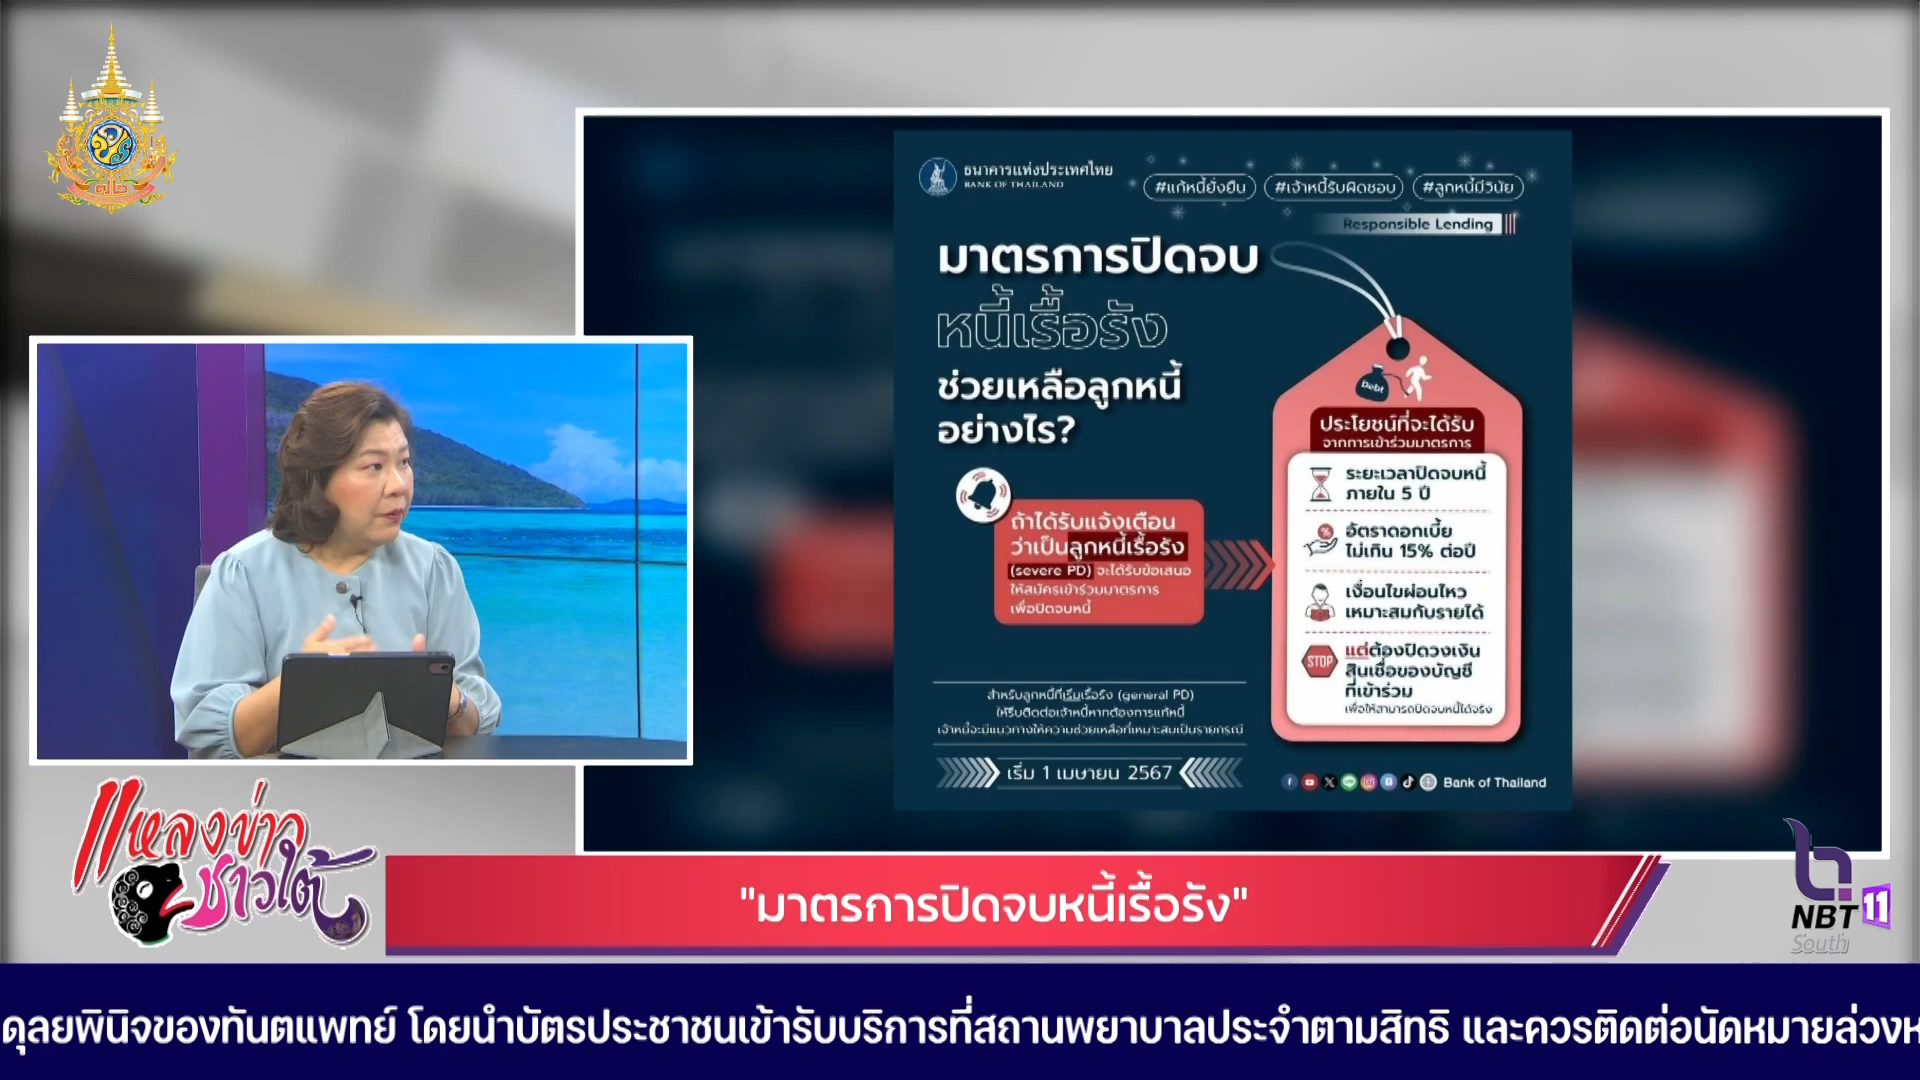 ธนาคารแห่งประเทศไทย
BANK OF THAILAND
#แก้หนี้ยั่งยืน #เจ้าหนี้รับผิดชอบ #ลูกหนี้มีวินัย
Responsible Lending
มาตรการปิดจบ
หนี้เรื้อรัง
ช่วยเหลือลูกหนี้
อย่างไร?
ถ้าได้รับแจ้งเตือน
ว่าเป็นลูกหนี้เรื้อรัง
(severe PD) จะได้รับข้อเสนอ
ให้สมัครเข้าร่วมมาตรการ
เพื่อปิดจบหนี้
Debt
ประโยชน์ที่จะได้รับ
จากการเข้าร่วมมาตรการ
ระยะเวลาปิดจบหนี้
ภายใน 5 ปี
%
อัตราดอกเบี้ย
ไม่เกิน 15% ต่อปี
เงื่อนไขผ่อนไหว
เหมาะสมกับรายได้
STOP
แต่ต้องปิดวงเงิน
สินเชื่อของบัญชี
ที่เข้าร่วม
เพื่อให้สามารถปิดจบหนี้ได้จริง
สำหรับลูกหนี้ที่เริ่มเรื้อรัง (general PD)
ให้รีบติดต่อเจ้าหนี้หากต้องการแก้หนี้
เจ้าหนี้จะมีแนวทางให้ความช่วยเหลือที่เหมาะสมเป็นรายกรณี
เริ่ม 1 เมษายน 2567
Bank of Thailand
แหลงข่าว
ชาวใต้
"มาตรการปิดจบหนี้เรื้อรัง"
NBT 11
South
ดุลยพินิจของทันตแพทย์ โดยนำบัตรประชาชนเข้ารับบริการที่สถานพยาบาลประจำตามสิทธิ และควรติดต่อนัดหมายล่วงห